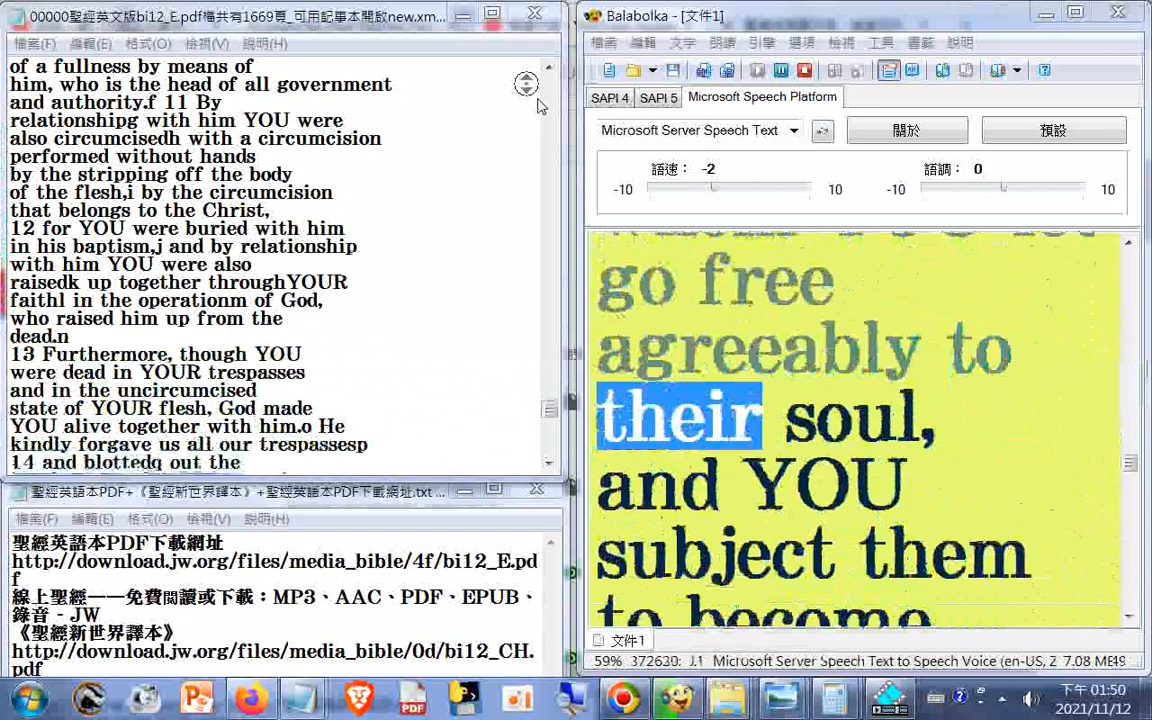 00000聖經英文版bi12_E.pdf檔共有1669頁_可用記事本開啟new.xm...
檔案(F) 編輯(E) 格式(O) 檢視(V) 說明(H)
of a fullness by means of
him, who is the head of all government
and authority.f 11 By
relationshipg with him YOU were
also circumcisedh with a circumcision
performed without hands
by the stripping off the body
of the flesh,i by the circumcision
that belongs to the Christ,
12 for YOU were buried with him
in his baptism,j and by relationship
with him YOU were also
raisedk up together throughYOUR
faithl in the operationm of God,
who raised him up from the
dead.n
13 Furthermore, though YOU
were dead in YOUR trespasses
and in the uncircumcised
state of YOUR flesh, God made
YOU alive together with him.o He
kindly forgave us all our trespassesp
14 and blottedq out the
聖經英語本PDF+《聖經新世界譯本》+聖經英語本PDF下載網址.txt ...
檔案(F) 編輯(E) 格式(O) 檢視(V) 說明(H)
聖經英語本PDF下載網址
http://download.jw.org/files/media_bible/4f/bi12_E.pd
f
線上聖經——免費閱讀或下載：MP3、AAC、PDF、EPUB、
錄音 - JW
《聖經新世界譯本》
http://download.jw.org/files/media_bible/0d/bi12_CH.
pdf
Balabolka - [文件1]
檔案 編輯 文字 朗讀 引擎 選項 檢視 工具 書籤 說明
SAPI 4 SAPI 5 Microsoft Speech Platform
Microsoft Server Speech Text 關於 預設
語速： -2 語調： 0
-10 10 -10 10
go free
agreeably to
their soul,
and YOU
subject them
to become
文件1
59% 372630: Microsoft Server Speech Text to Speech Voice (en-US, Z 7.08 ME
PDF
下午 01:50
2021/11/12